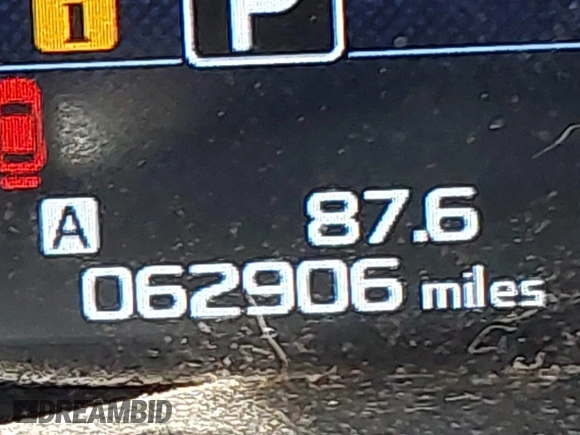 i
P
A 87.6
062906 miles
DREAMBID